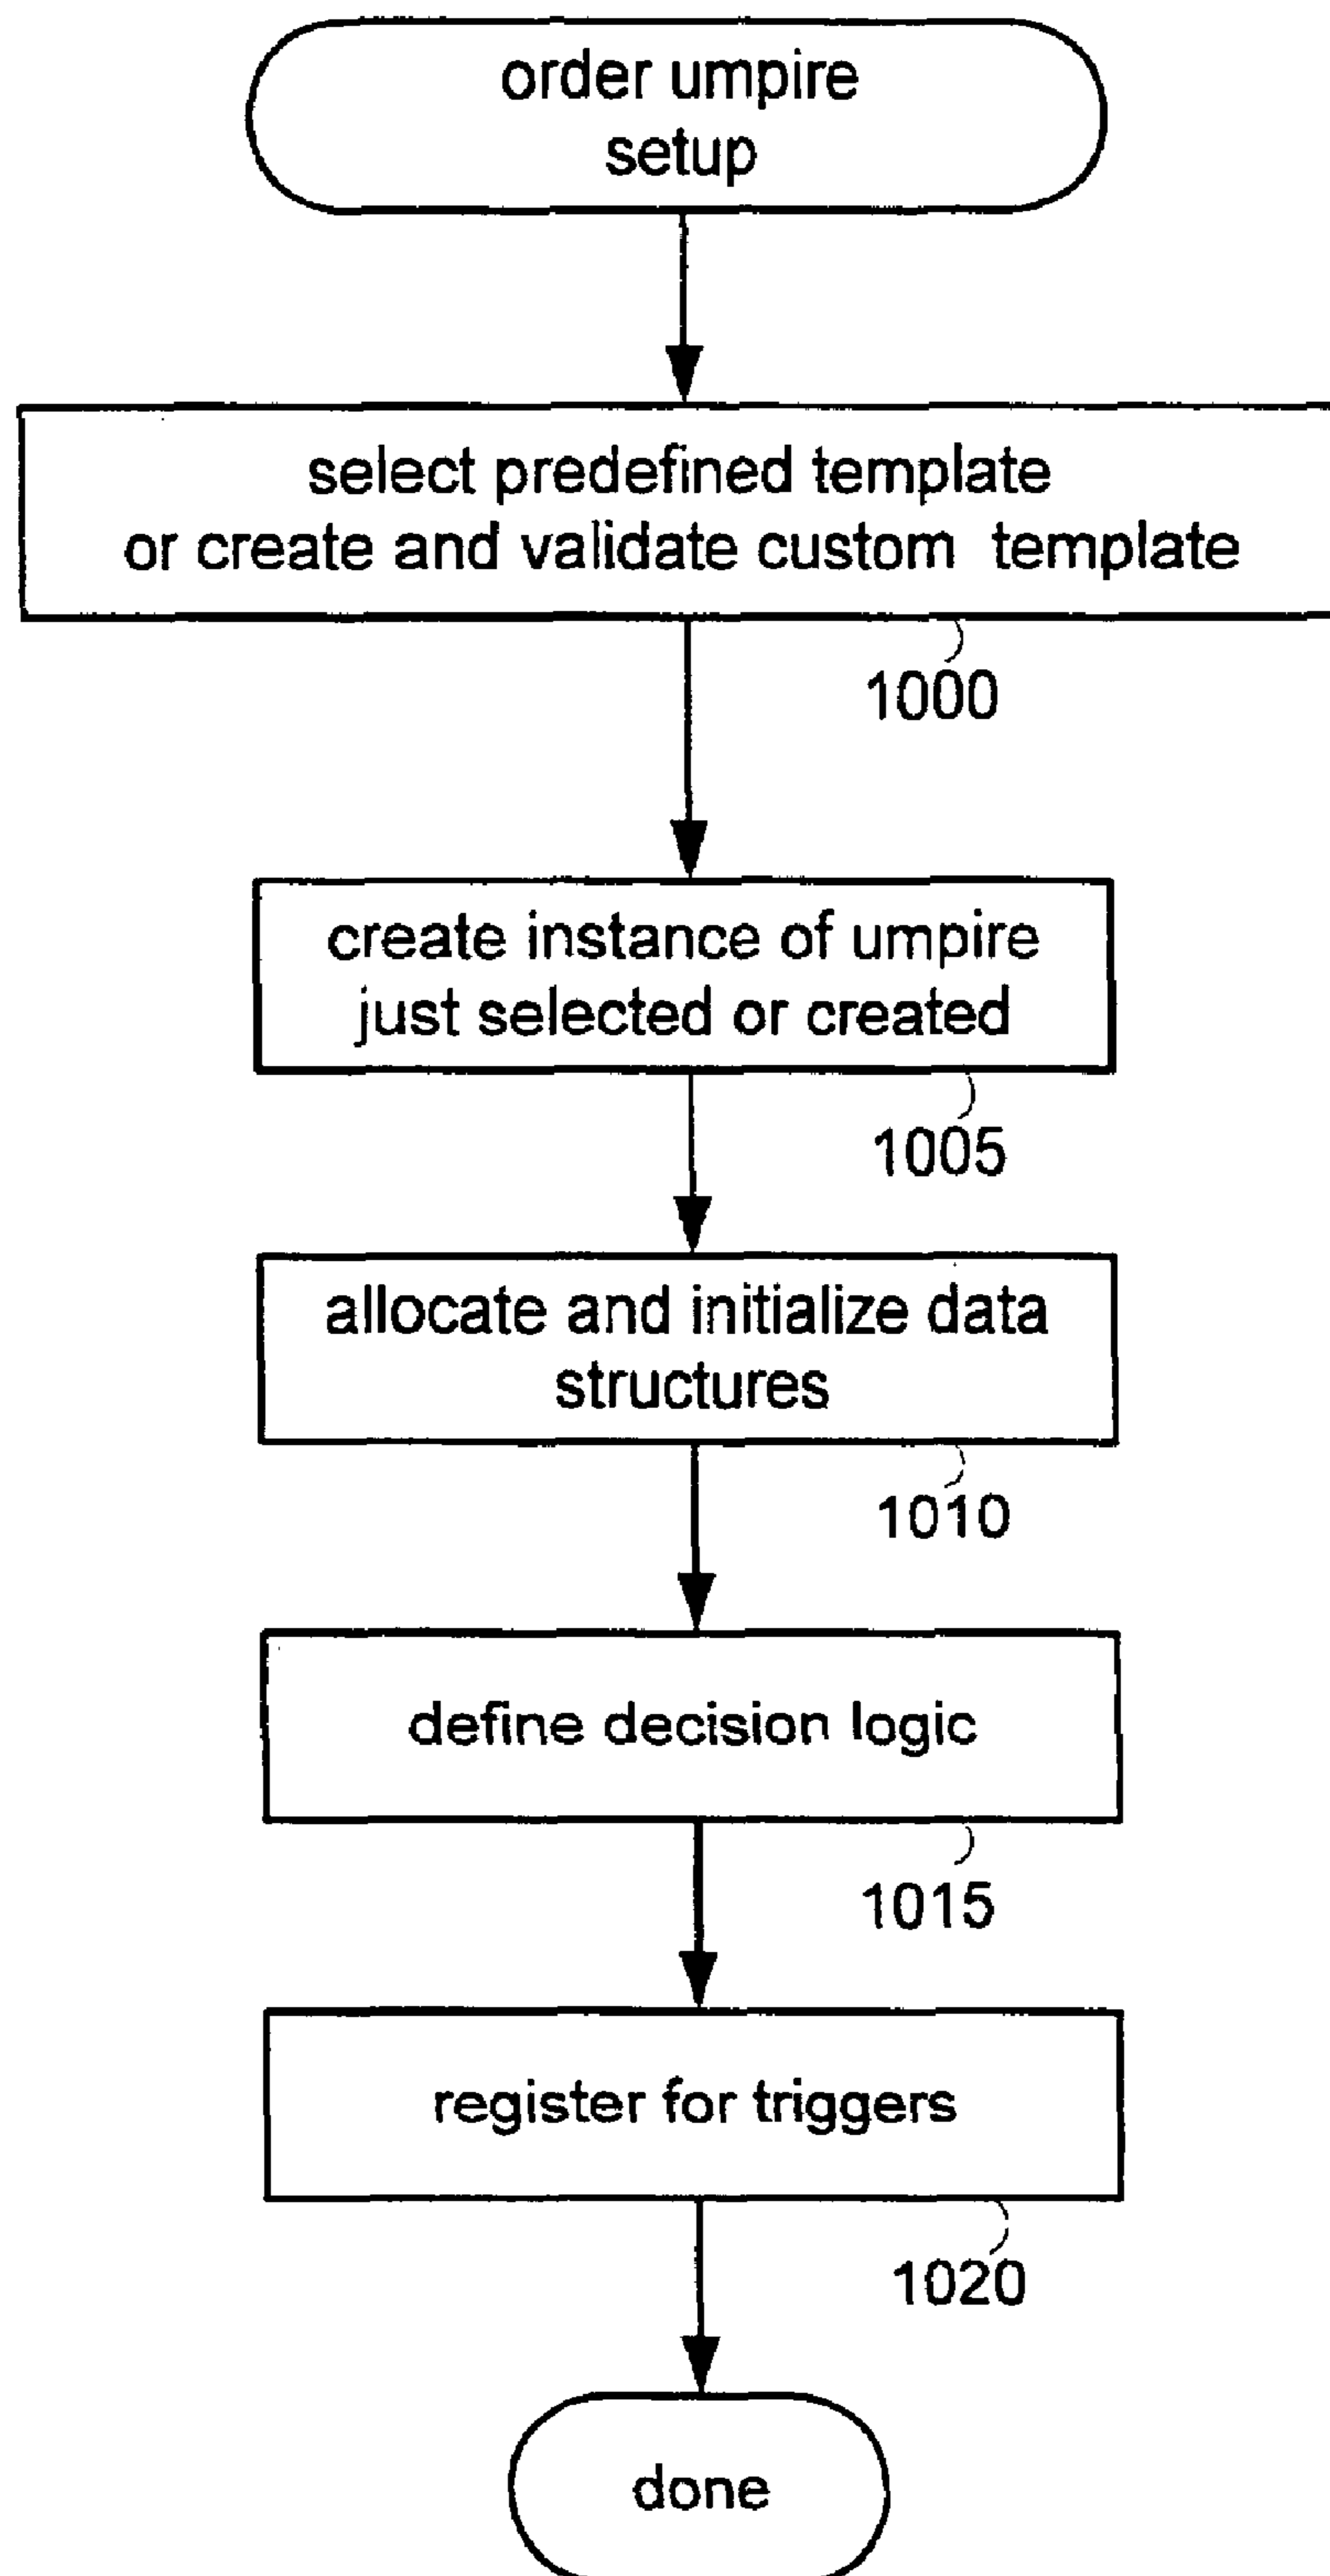 order umpire
setup
select predefined template
or create and validate custom template
1000
create instance of umpire
just selected or created
1005
allocate and initialize data
structures
1010
define decision logic
1015
register for triggers
1020
done